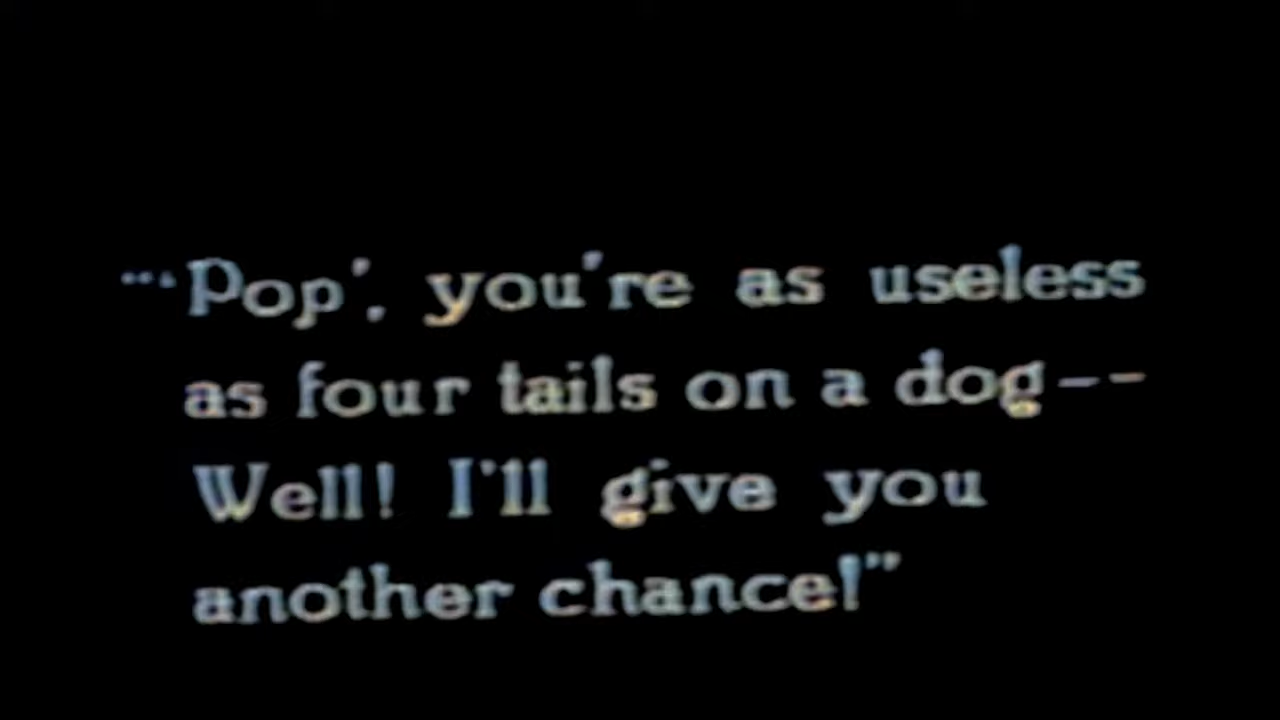 "'Pop', you're as useless
as four tails on a dog--
Well! I'll give you
another chance!"